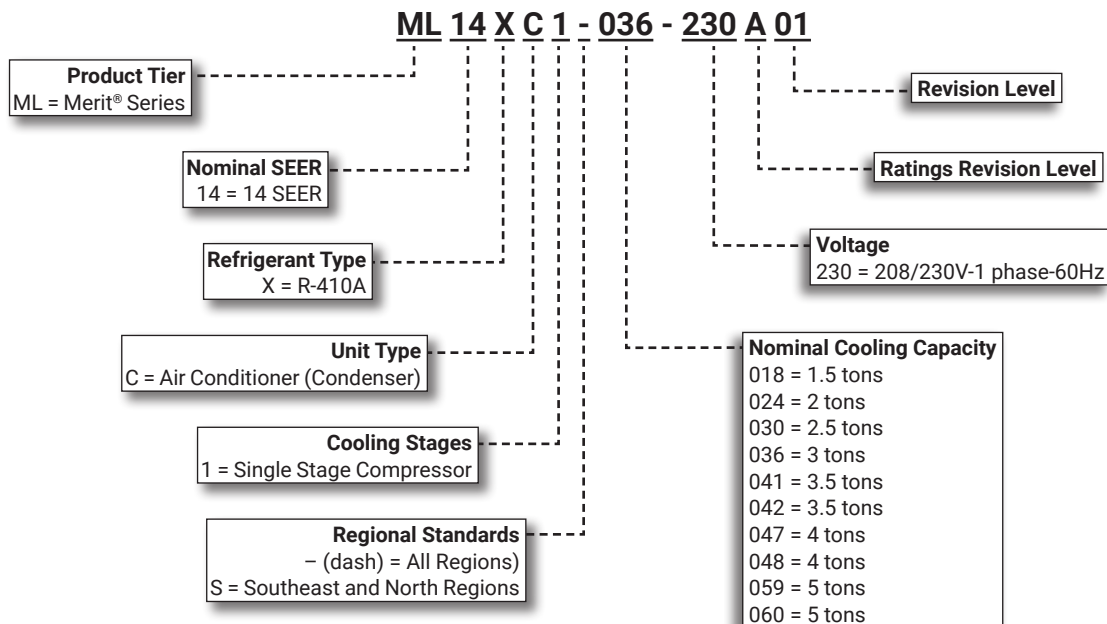 ML 14 X C 1 - 036 - 230 A 01
Product Tier
ML = Merit® Series
Nominal SEER
14 = 14 SEER
Refrigerant Type
X = R-410A
Unit Type
C = Air Conditioner (Condenser)
Cooling Stages
1 = Single Stage Compressor
Regional Standards
– (dash) = All Regions)
S = Southeast and North Regions
Revision Level
Ratings Revision Level
Voltage
230 = 208/230V-1 phase-60Hz
Nominal Cooling Capacity
018 = 1.5 tons
024 = 2 tons
030 = 2.5 tons
036 = 3 tons
041 = 3.5 tons
042 = 3.5 tons
047 = 4 tons
048 = 4 tons
059 = 5 tons
060 = 5 tons